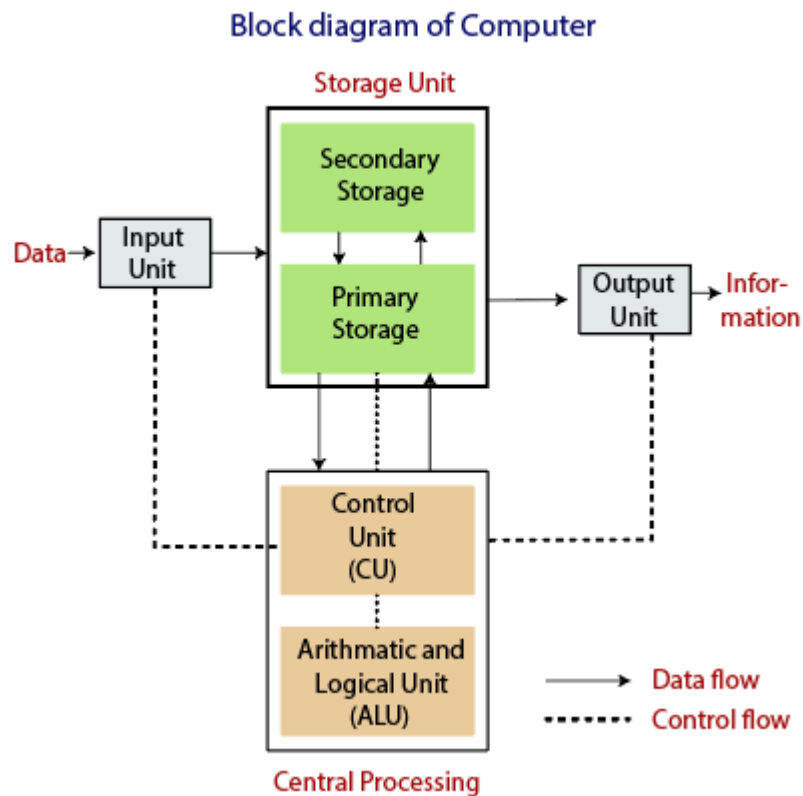 Block diagram of Computer
Storage Unit
Secondary
Storage
Data
Input
Unit
Primary
Storage
Output
Unit
Infor-
mation
Control
Unit
(CU)
Arithmatic and
Logical Unit
(ALU)
Data flow
Control flow
Central Processing